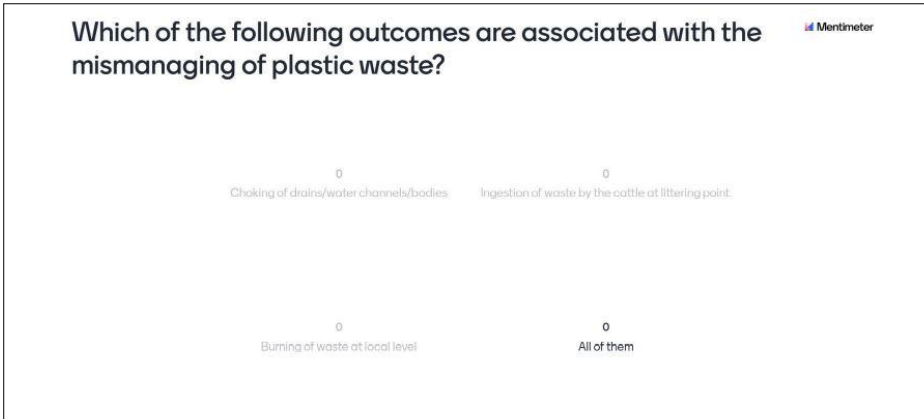 Which of the following outcomes are associated with the
mismanaging of plastic waste?
Mentimeter
0
Choking of drains/water channels/bodies
0
Ingestion of waste by the cattle at littering point.
0
Burning of waste at local level
0
All of them